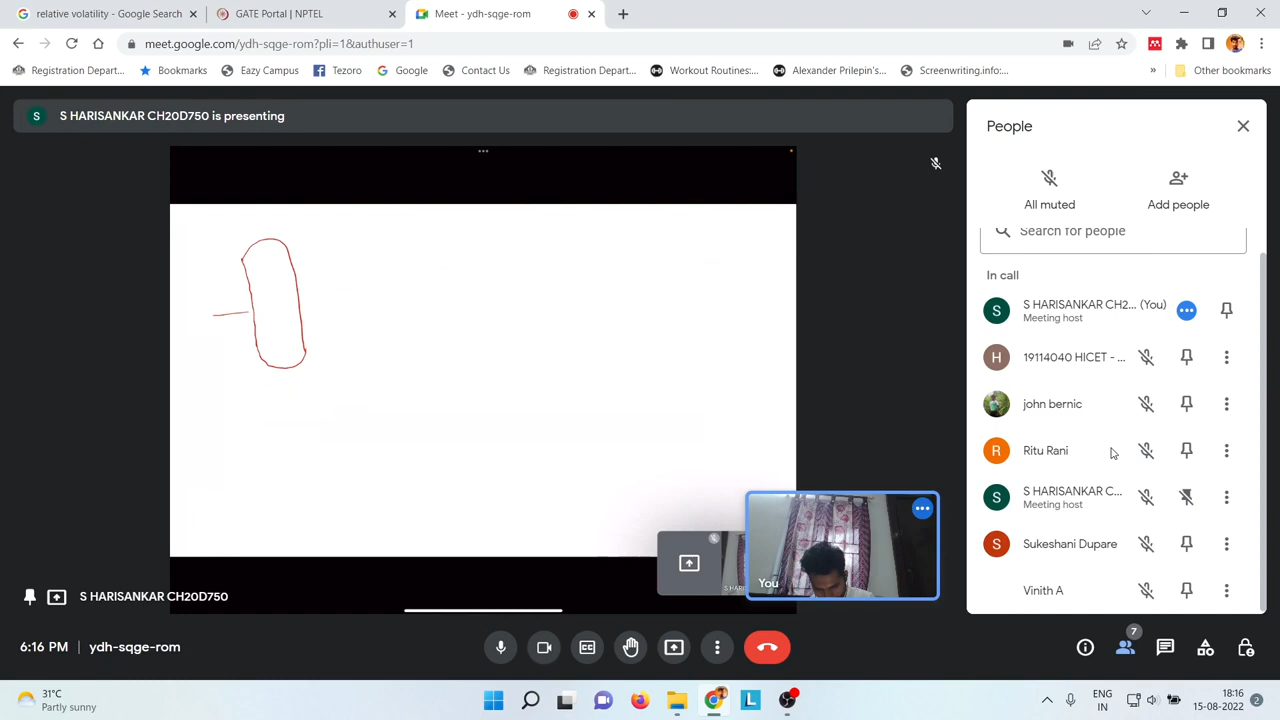 relative volatility - Google Search
GATE Portal | NPTEL
Meet - ydh-sqge-rom
meet.google.com/ydh-sqge-rom?pli=1&authuser=1
Registration Depart...
Bookmarks
Eazy Campus
Tezoro
Google
Contact Us
Registration Depart...
Workout Routines:...
Alexander Prilepin's...
Screenwriting.info:...
»
Other bookmarks
S
S HARISANKAR CH20D750 is presenting
People
All muted
Add people
Search for people
In call
S
S HARISANKAR CH2... (You)
Meeting host
H
19114040 HICET - ...
john bernic
R
Ritu Rani
S
S HARISANKAR C...
Meeting host
S
Sukeshani Dupare
Vinith A
S HARIS
You
S HARISANKAR CH20D750
6:16 PM
ydh-sqge-rom
7
31°C
Partly sunny
ENG
IN
18:16
15-08-2022
2